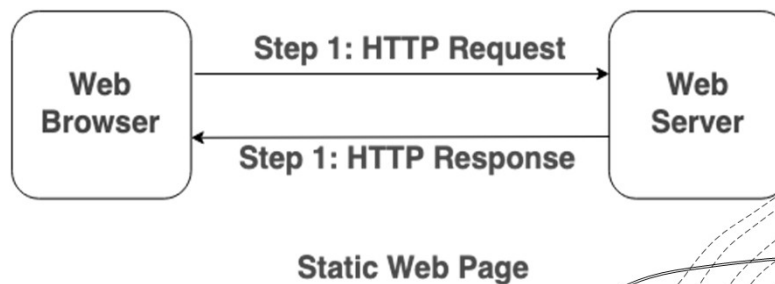 Step 1: HTTP Request
Web
Browser
Web
Server
Step 1: HTTP Response
Static Web Page